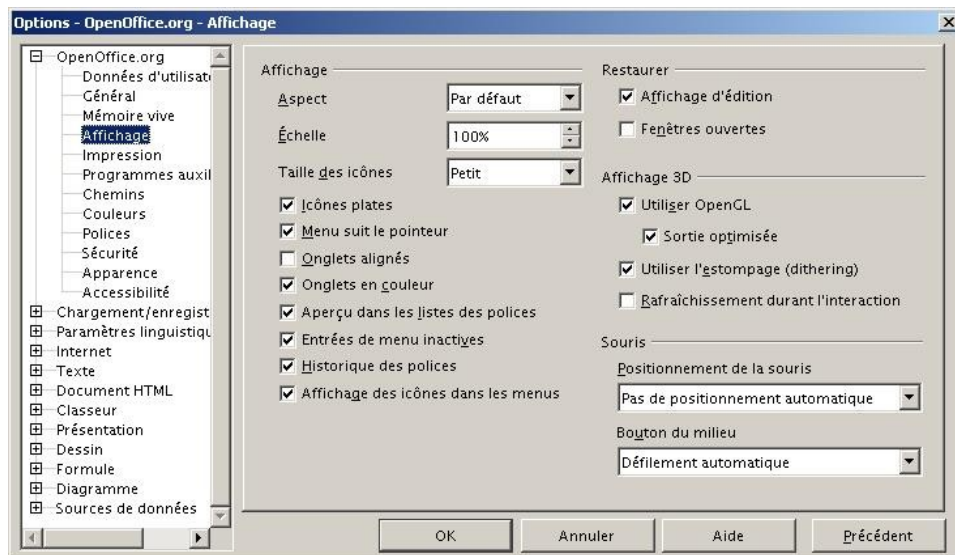 Options - OpenOffice.org - Affichage
OpenOffice.org
Données d'utilisat
Général
Mémoire vive
Affichage
Impression
Programmes auxil
Chemins
Couleurs
Polices
Sécurité
Apparence
Accessibilité
Chargement/enregist
Paramètres linguistiqu
Internet
Texte
Document HTML
Classeur
Présentation
Dessin
Formule
Diagramme
Sources de données
Affichage
Aspect
Par défaut
Échelle
100%
Taille des icônes
Petit
Icônes plates
Menu suit le pointeur
Onglets alignés
Onglets en couleur
Aperçu dans les listes des polices
Entrées de menu inactives
Historique des polices
Affichage des icônes dans les menus
Restaurer
Affichage d'édition
Fenêtres ouvertes
Affichage 3D
Utiliser OpenGL
Sortie optimisée
Utiliser l'estompage (dithering)
Rafraîchissement durant l'interaction
Souris
Positionnement de la souris
Pas de positionnement automatique
Bouton du milieu
Défilement automatique
OK
Annuler
Aide
Précédent